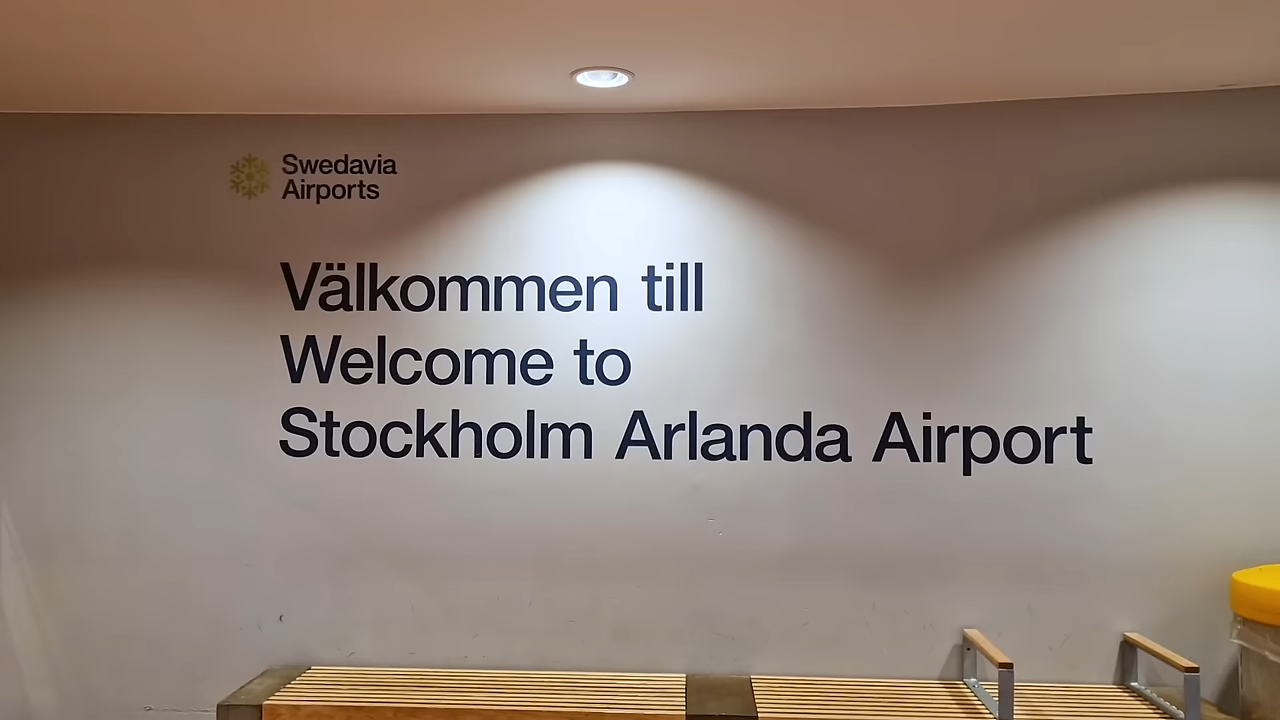 Swedavia
Airports
Välkommen till
Welcome to
Stockholm Arlanda Airport